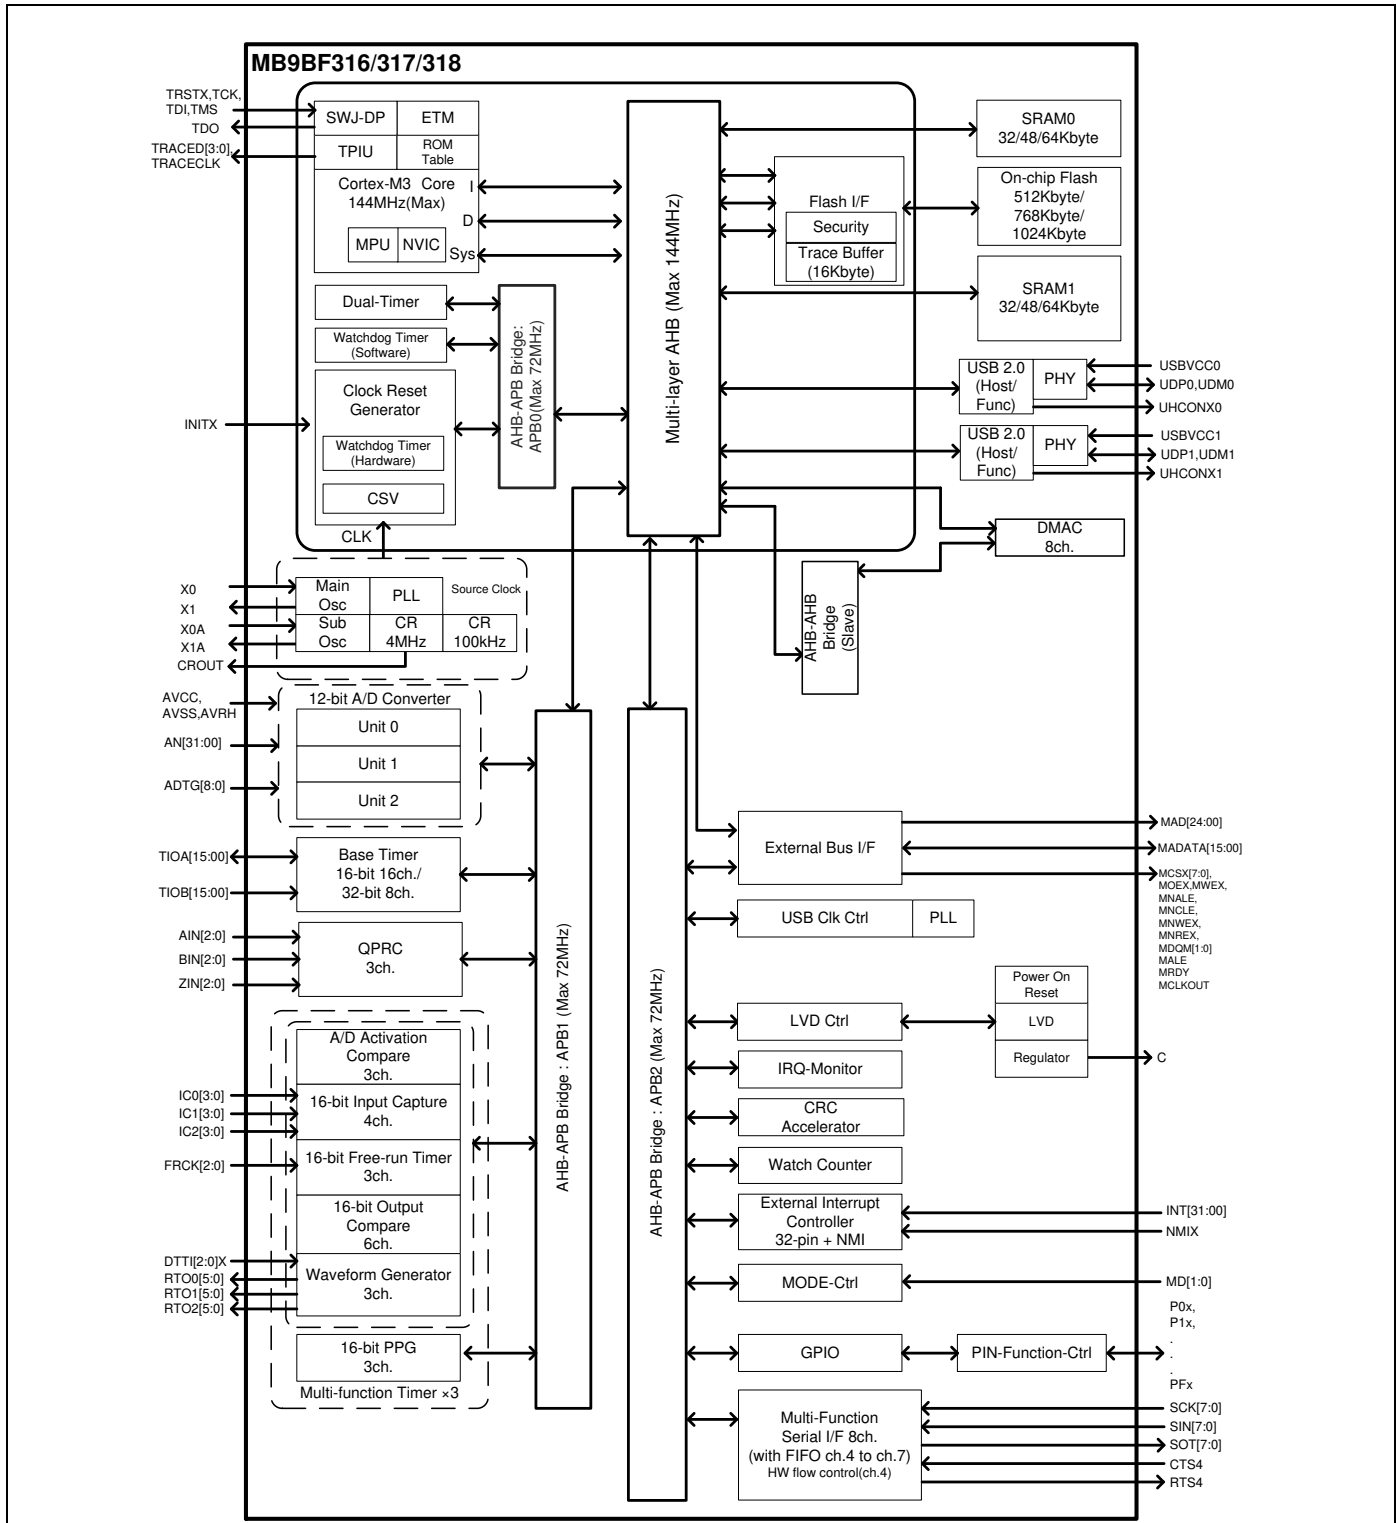 MB9BF316/317/318
TRSTX,TCK,
TDI,TMS
TDO
TRACED[3:0],
TRACECLK
SWJ-DP
ETM
TPIU
ROM
Table
Cortex-M3 Core
144MHz(Max)
I
D
Sys
MPU
NVIC
Dual-Timer
Watchdog Timer
(Software)
Clock Reset
Generator
Watchdog Timer
(Hardware)
CSV
CLK
INITX
AHB-APB Bridge:
APB0(Max 72MHz)
Multi-layer AHB (Max 144MHz)
Flash I/F
Security
Trace Buffer
(16Kbyte)
SRAM0
32/48/64Kbyte
On-chip Flash
512Kbyte/
768Kbyte/
1024Kbyte
SRAM1
32/48/64Kbyte
USB 2.0
(Host/
Func)
PHY
USBVCC0
UDP0,UDM0
UHCONX0
USB 2.0
(Host/
Func)
PHY
USBVCC1
UDP1,UDM1
UHCONX1
DMAC
8ch.
AHB-AHB
Bridge
(Slave)
X0
X1
X0A
X1A
CROUT
Main
Osc
PLL
Source Clock
Sub
Osc
CR
4MHz
CR
100kHz
AVCC,
AVSS,AVRH
AN[31:00]
ADTG[8:0]
12-bit A/D Converter
Unit 0
Unit 1
Unit 2
TIOA[15:00]
TIOB[15:00]
Base Timer
16-bit 16ch./
32-bit 8ch.
AIN[2:0]
BIN[2:0]
ZIN[2:0]
QPRC
3ch.
A/D Activation
Compare
3ch.
IC0[3:0]
IC1[3:0]
IC2[3:0]
16-bit Input Capture
4ch.
FRCK[2:0]
16-bit Free-run Timer
3ch.
16-bit Output
Compare
6ch.
DTTI[2:0]X
RTO0[5:0]
RTO1[5:0]
RTO2[5:0]
Waveform Generator
3ch.
16-bit PPG
3ch.
Multi-function Timer ×3
AHB-APB Bridge : APB1 (Max 72MHz)
AHB-APB Bridge : APB2 (Max 72MHz)
External Bus I/F
MAD[24:00]
MADATA[15:00]
MCSX[7:0],
MOEX,MWEX,
MNALE,
MNCLE,
MNWEX,
MNREX,
MDQM[1:0]
MALE
MRDY
MCLKOUT
USB Clk Ctrl
PLL
Power On
Reset
LVD Ctrl
LVD
Regulator
C
IRQ-Monitor
CRC
Accelerator
Watch Counter
External Interrupt
Controller
32-pin + NMI
INT[31:00]
NMIX
MODE-Ctrl
MD[1:0]
P0x,
P1x,
.
.
.
PFx
GPIO
PIN-Function-Ctrl
Multi-Function
Serial I/F 8ch.
(with FIFO ch.4 to ch.7)
HW flow control(ch.4)
SCK[7:0]
SIN[7:0]
SOT[7:0]
CTS4
RTS4